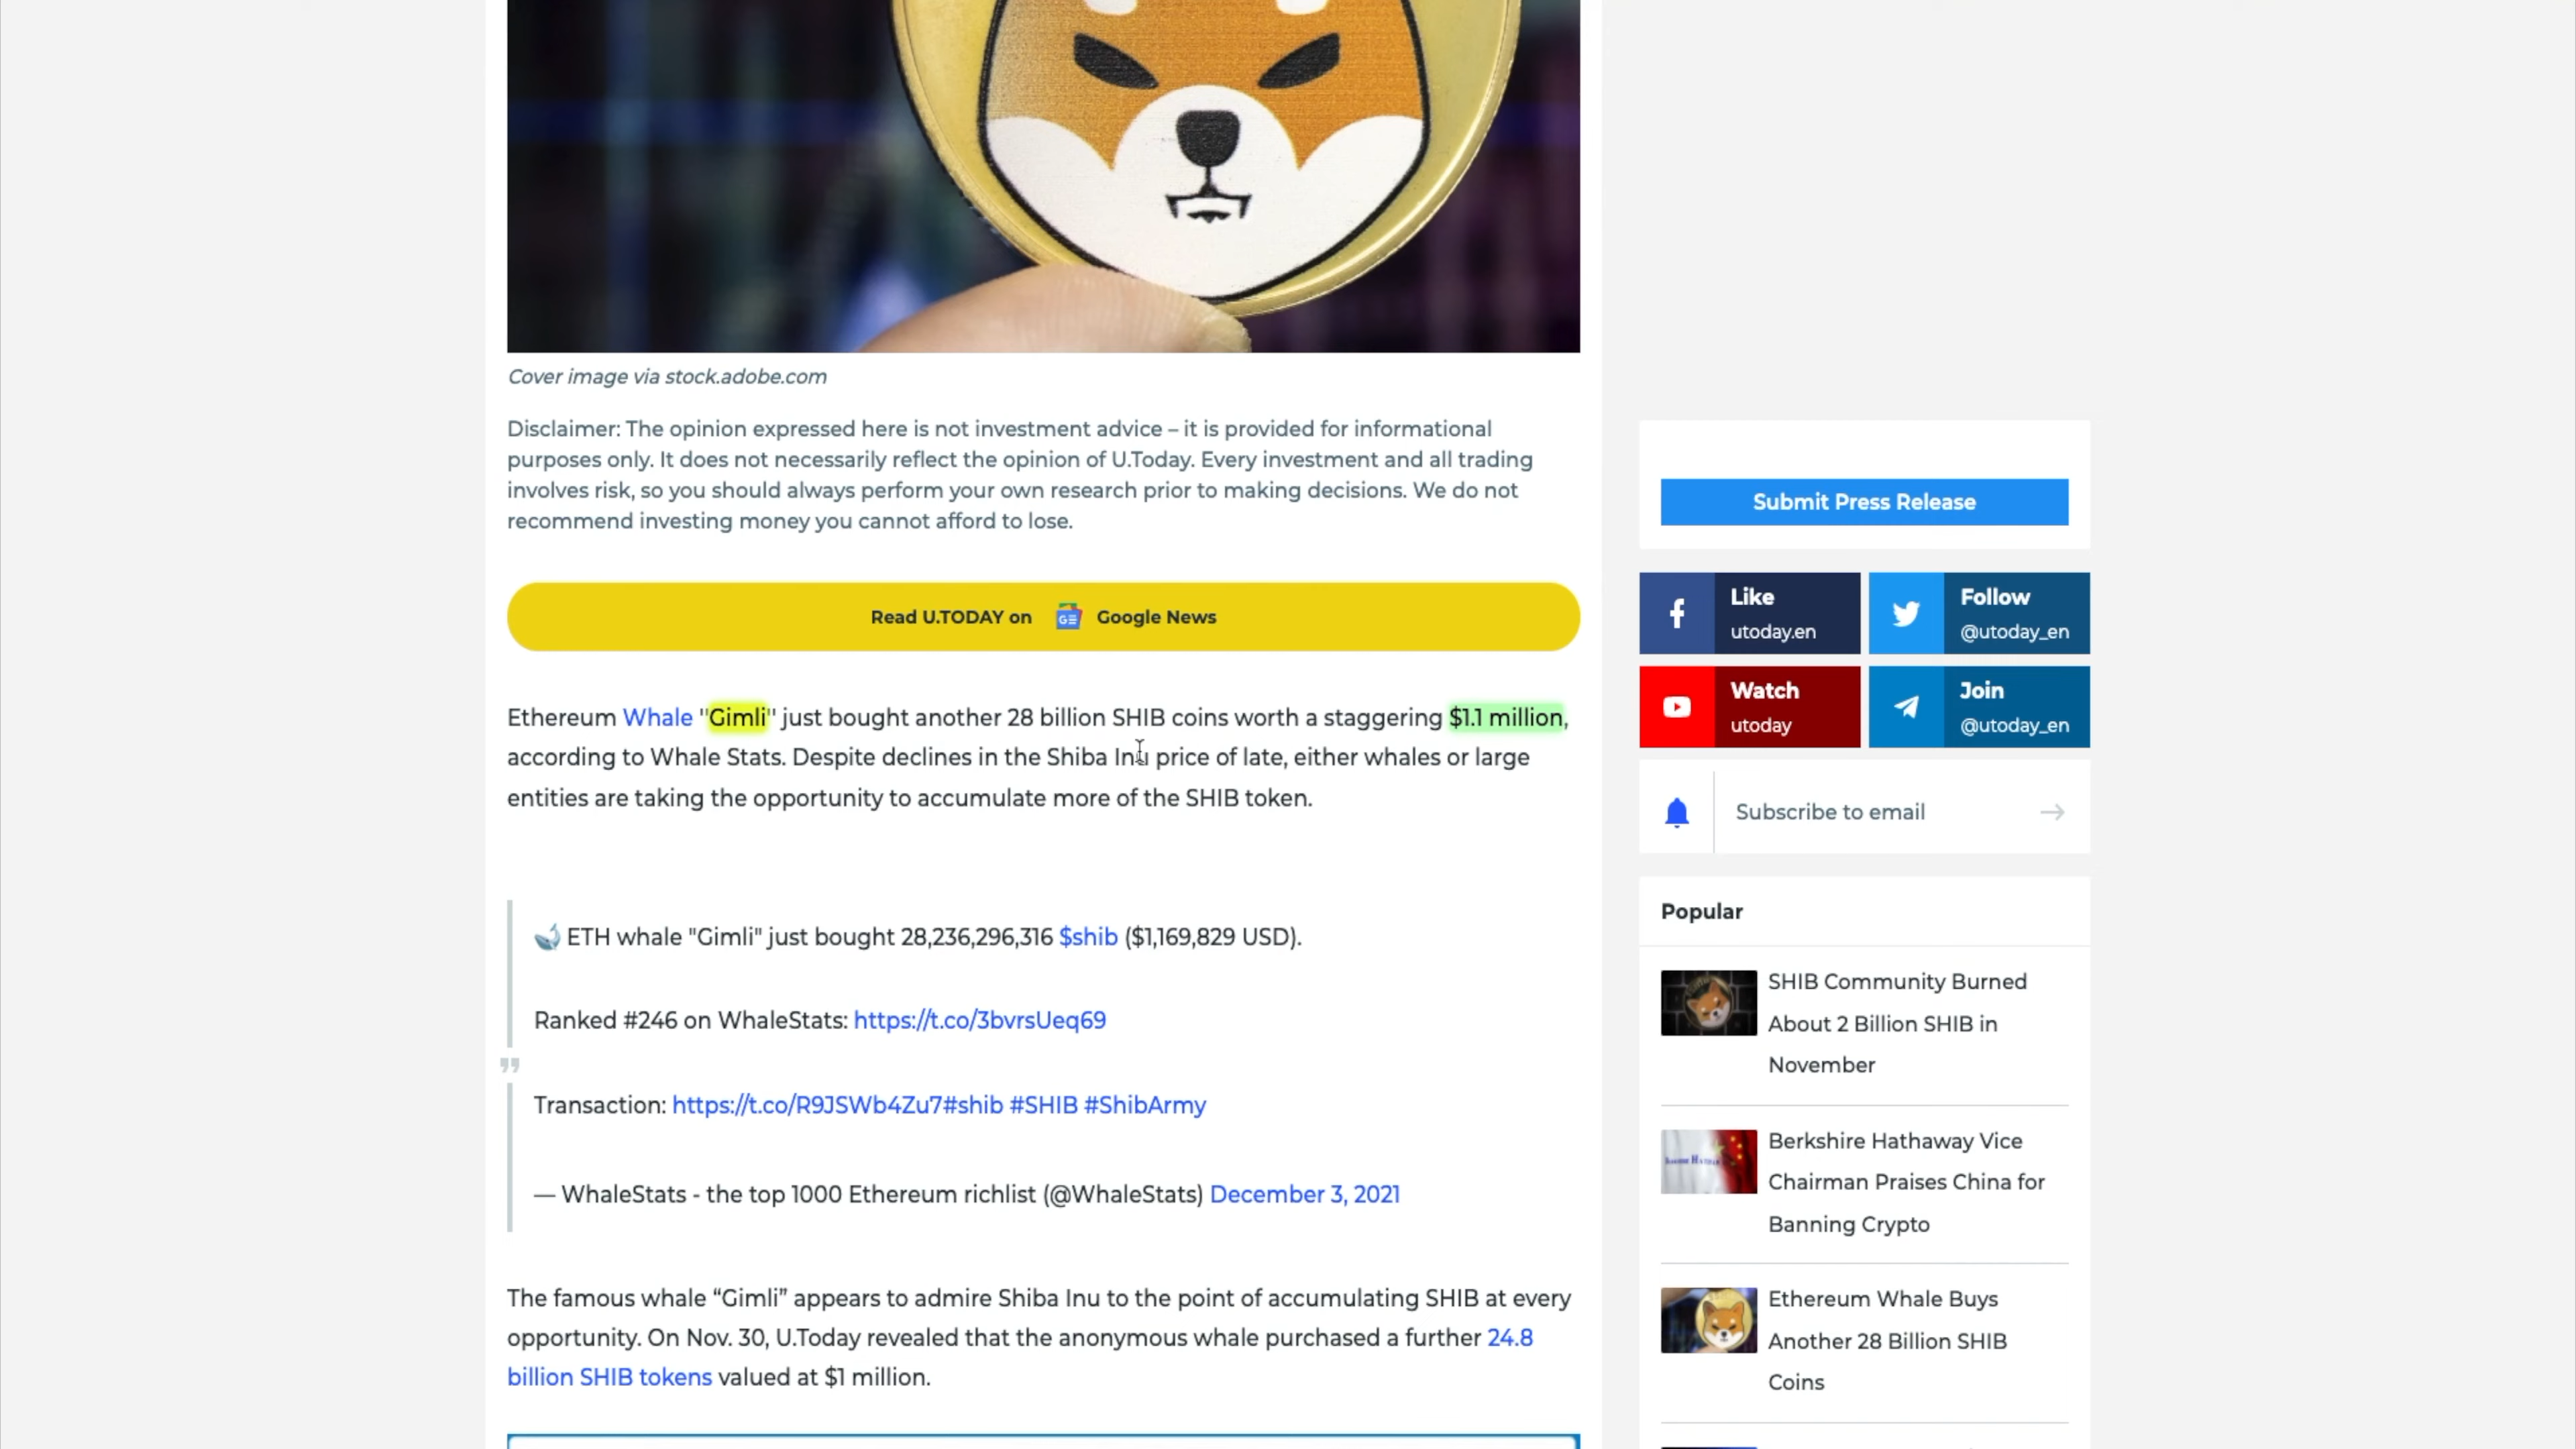 Cover image via stock.adobe.com
Disclaimer: The opinion expressed here is not investment advice – it is provided for informational
purposes only. It does not necessarily reflect the opinion of U.Today. Every investment and all trading
involves risk, so you should always perform your own research prior to making decisions. We do not
recommend investing money you cannot afford to lose.
Read U.TODAY on GE Google News
Ethereum Whale "Gimli" just bought another 28 billion SHIB coins worth a staggering $1.1 million,
according to Whale Stats. Despite declines in the Shiba Inu price of late, either whales or large
entities are taking the opportunity to accumulate more of the SHIB token.
ETH whale "Gimli" just bought 28,236,296,316 $shib ($1,169,829 USD).
Ranked #246 on WhaleStats: https://t.co/3bvrsUeq69
Transaction: https://t.co/R9JSWb4Zu7#shib #SHIB #ShibArmy
— WhaleStats - the top 1000 Ethereum richlist (@WhaleStats) December 3, 2021
The famous whale “Gimli” appears to admire Shiba Inu to the point of accumulating SHIB at every
opportunity. On Nov. 30, U.Today revealed that the anonymous whale purchased a further 24.8
billion SHIB tokens valued at $1 million.
Submit Press Release
Like
utoday.en
Follow
@utoday_en
Watch
utoday
Join
@utoday_en
Subscribe to email
Popular
SHIB Community Burned
About 2 Billion SHIB in
November
Berkshire Hathaway Vice
Chairman Praises China for
Banning Crypto
Ethereum Whale Buys
Another 28 Billion SHIB
Coins